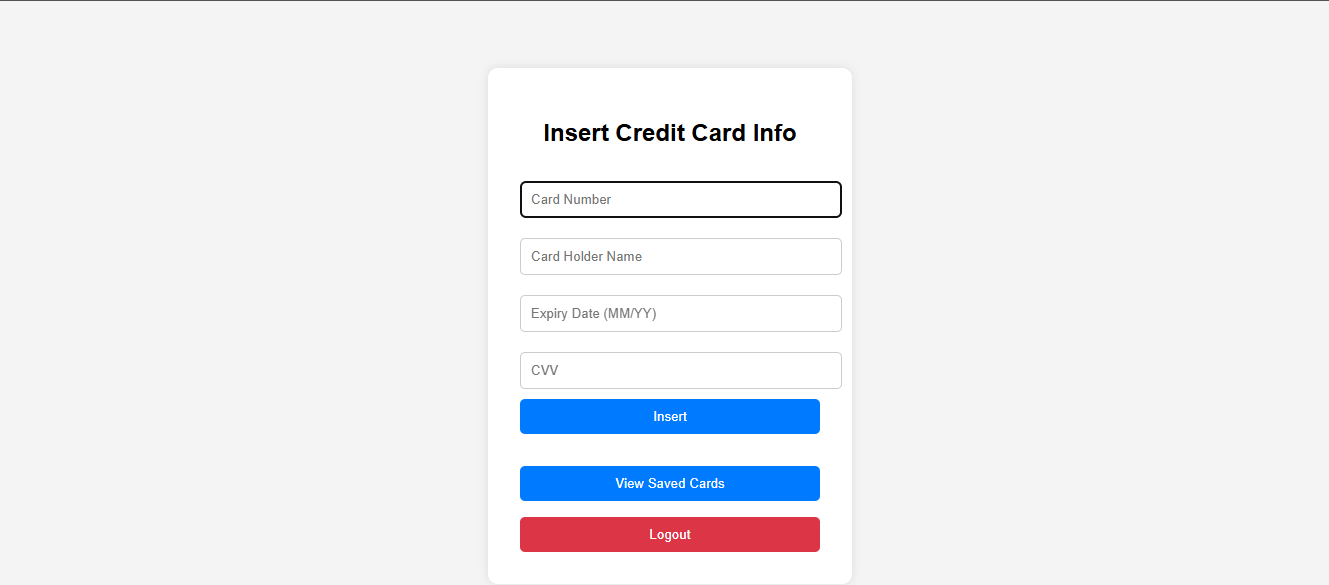 Insert Credit Card Info
Card Number
Card Holder Name
Expiry Date (MM/YY)
CVV
Insert
View Saved Cards
Logout